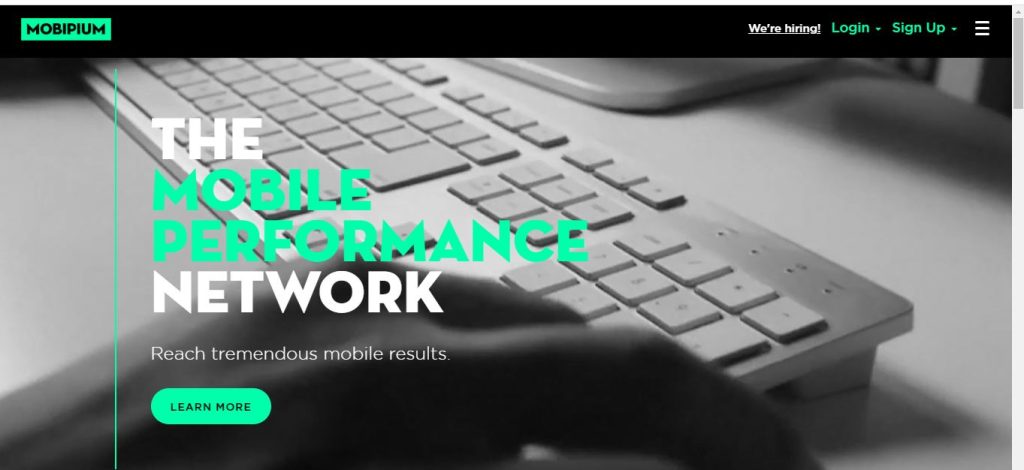 MOBIPIUM
We're hiring! Login Sign Up
THE
MOBILE
PERFORMANCE
NETWORK
Reach tremendous mobile results.
LEARN MORE